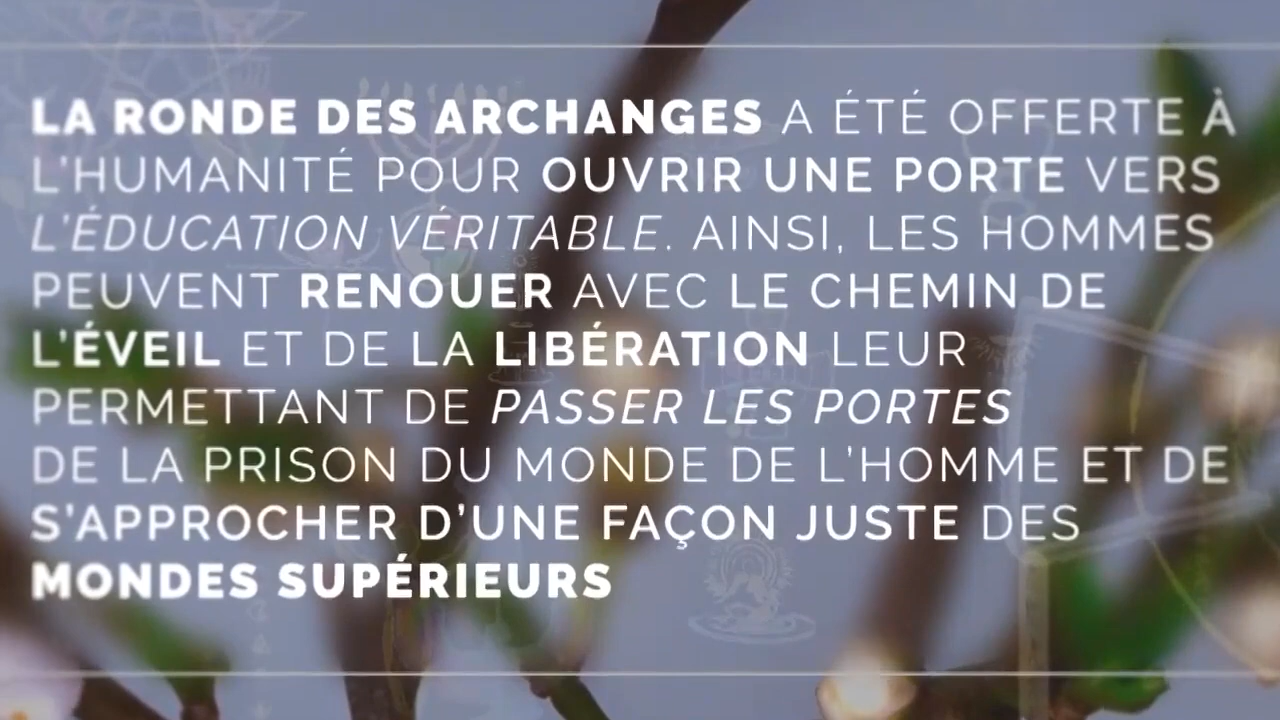 LA RONDE DES ARCHANGES A ÉTÉ OFFERTE À
L'HUMANITÉ POUR OUVRIR UNE PORTE VERS
L'ÉDUCATION VÉRITABLE. AINSI, LES HOMMES
PEUVENT RENOUER AVEC LE CHEMIN DE
L'ÉVEIL ET DE LA LIBÉRATION LEUR
PERMETTANT DE PASSER LES PORTES
DE LA PRISON DU MONDE DE L'HOMME ET DE
S'APPROCHER D'UNE FAÇON JUSTE DES
MONDES SUPÉRIEURS